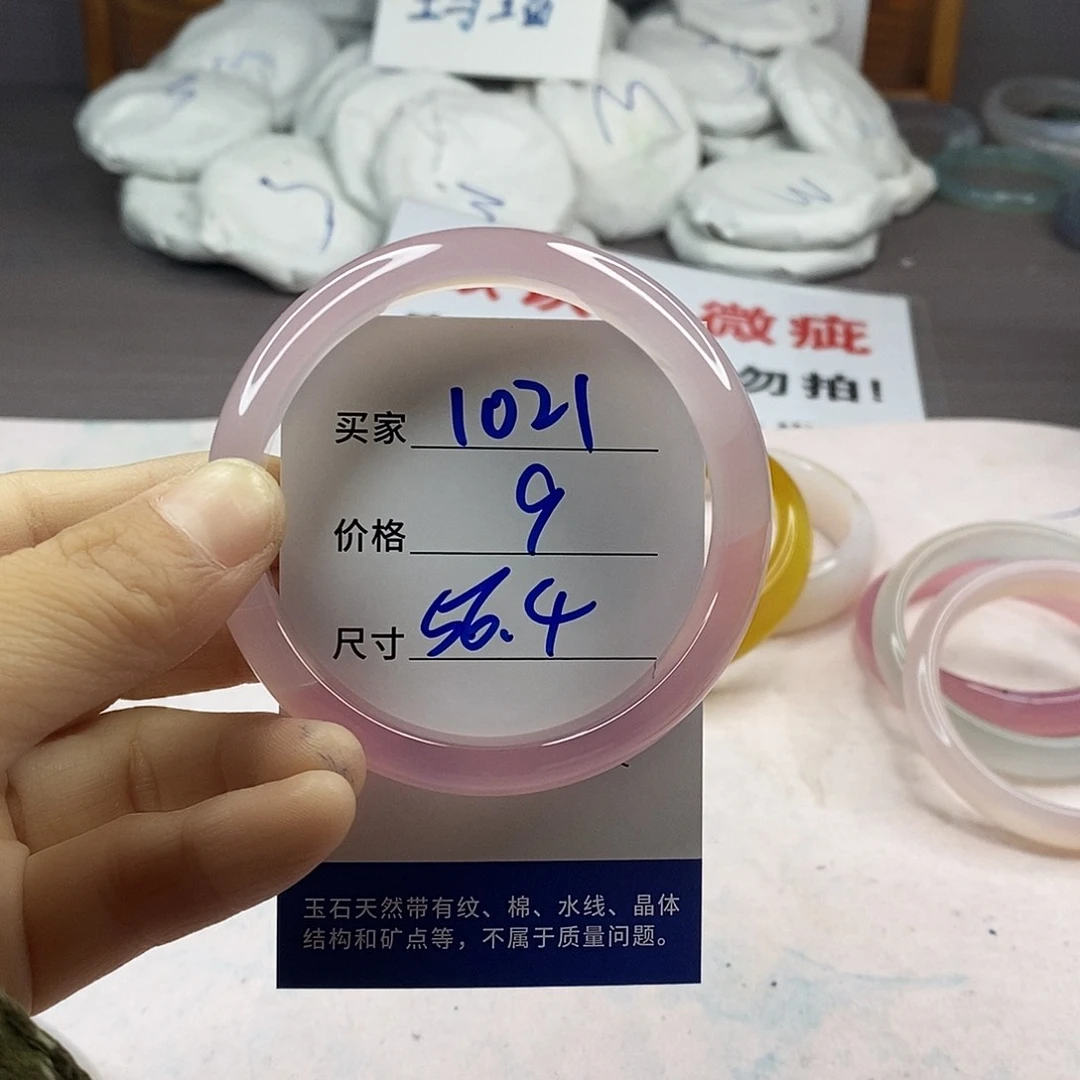 微疵
勿拍!
买家 1021
价格 9
尺寸 56.4
玉石天然带有纹、棉、水线、晶体
结构和矿点等，不属于质量问题。